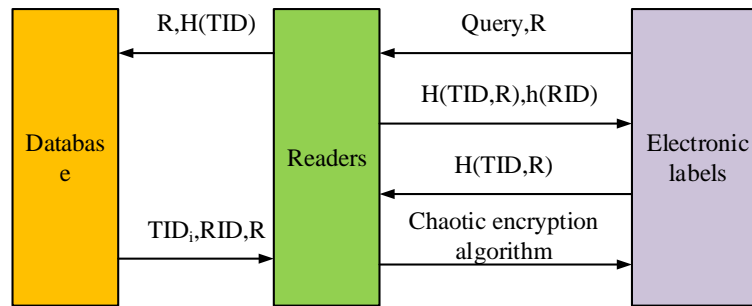 R,H(TID)
Query,R
H(TID,R),h(RID)
Databas
e
Readers
Electronic
labels
H(TID,R)
TIDᵢ,RID,R
Chaotic encryption
algorithm